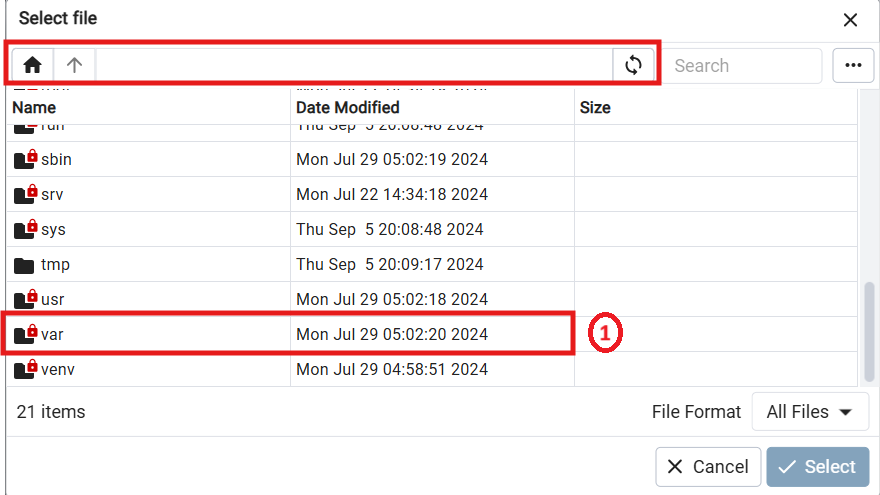 Select file
Search
Name Date Modified Size
run Thu Sep 5 20:08:48 2024
sbin Mon Jul 29 05:02:19 2024
srv Mon Jul 22 14:34:18 2024
sys Thu Sep 5 20:08:48 2024
tmp Thu Sep 5 20:09:17 2024
usr Mon Jul 29 05:02:18 2024
var Mon Jul 29 05:02:20 2024 1
venv Mon Jul 29 04:58:51 2024
21 items File Format All Files
Cancel Select